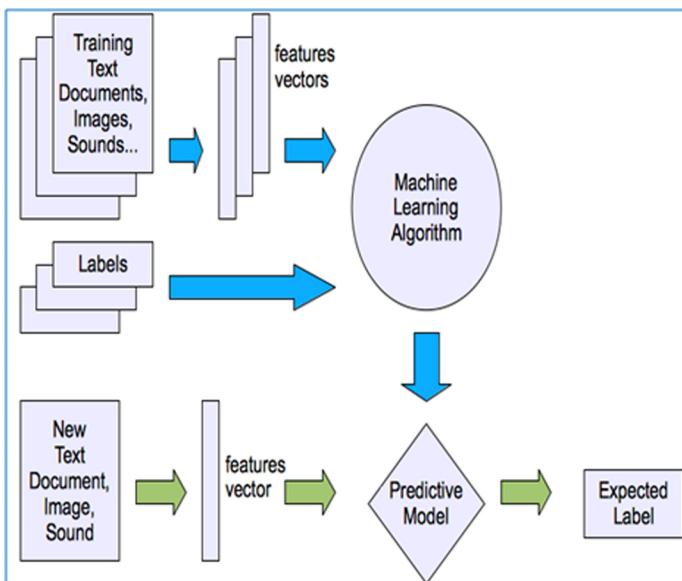 Training
Text
Documents,
Images,
Sounds...
features
vectors
Machine
Learning
Algorithm
Labels
New
Text
Document,
Image,
Sound
features
vector
Predictive
Model
Expected
Label